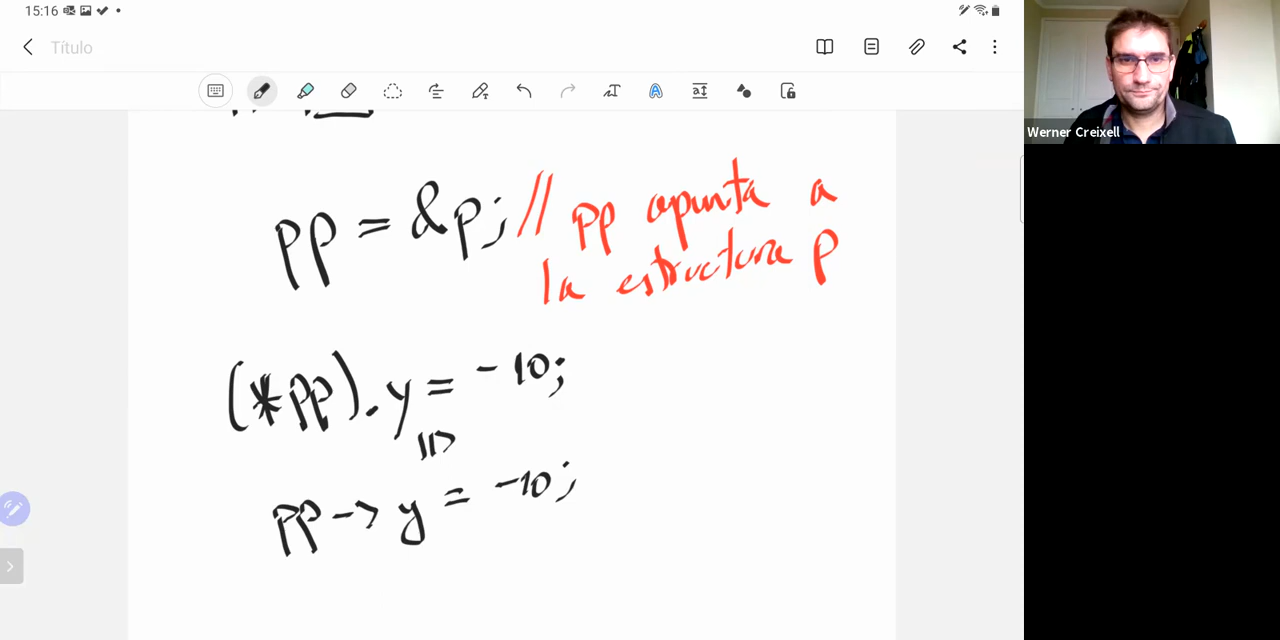 15:16
Título
pp = &p; // pp apunta a
la estructura p
(*pp).y = -10;
pp -> y = -10;
Werner Creixell